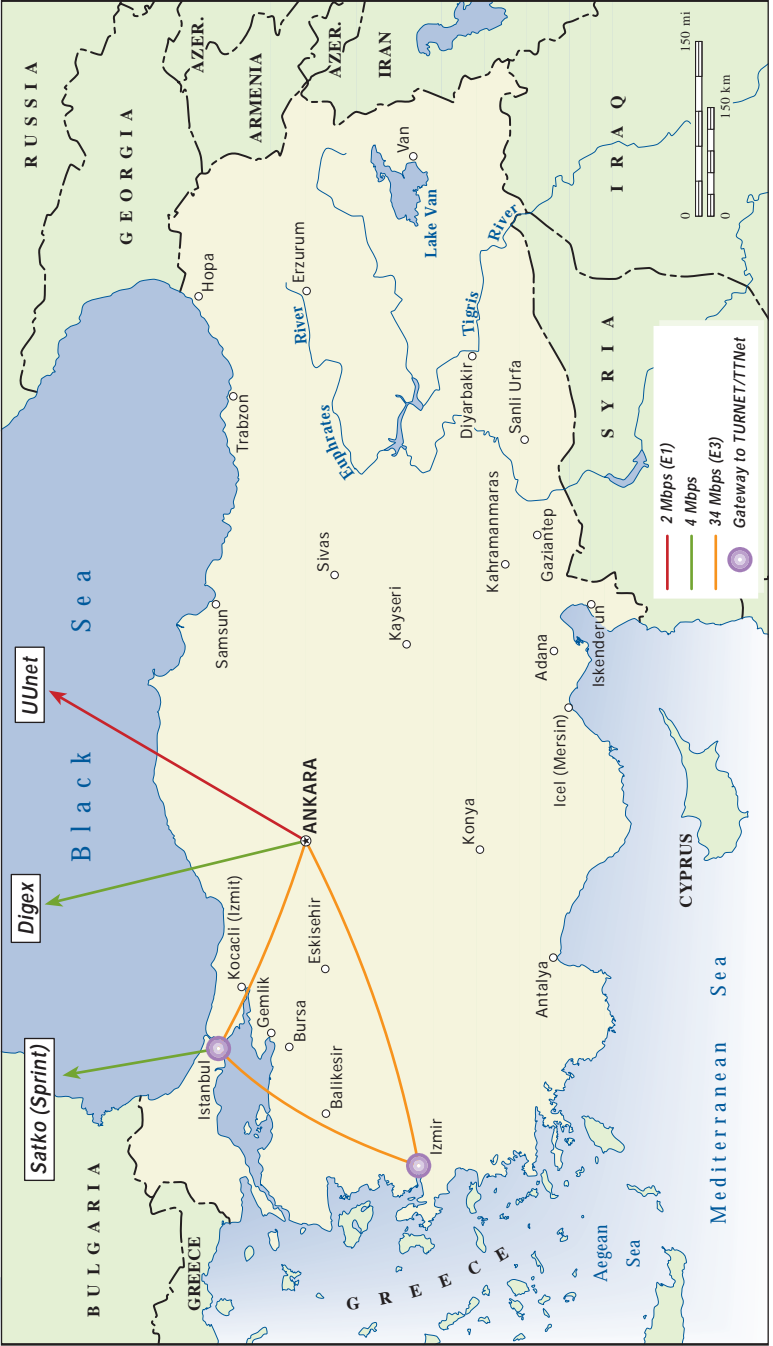 Satko (Sprint)
Digex
UUnet
Black Sea
RUSSIA
GEORGIA
AZER.
ARMENIA
AZER.
IRAN
BULGARIA
GREECE
GREECE
Istanbul
Kocacli (Izmit)
Gemlik
Bursa
Eskisehir
Balikesir
Izmir
ANKARA
Samsun
Trabzon
Hopa
Sivas
Kayseri
Erzurum
Euphrates
River
Van
Lake Van
Tigris
River
Diyarbakir
Sanli Urfa
Kahramanmaras
Gaziantep
Konya
Adana
Icel (Mersin)
Iskenderun
Antalya
SYRIA
IRAQ
CYPRUS
Aegean
Sea
Mediterranean Sea
0
150 mi
0
150 km
2 Mbps (E1)
4 Mbps
34 Mbps (E3)
Gateway to TURNET/TTNet